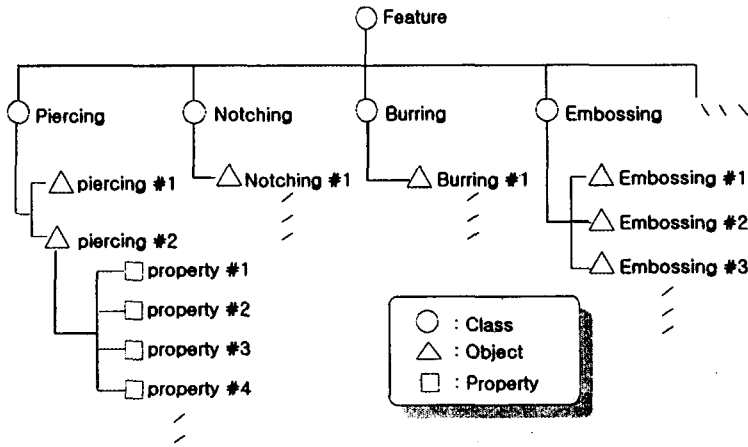 Feature
Piercing
Notching
Burring
Embossing
piercing #1
piercing #2
property #1
property #2
property #3
property #4
Notching #1
Burring #1
Embossing #1
Embossing #2
Embossing #3
: Class
: Object
: Property